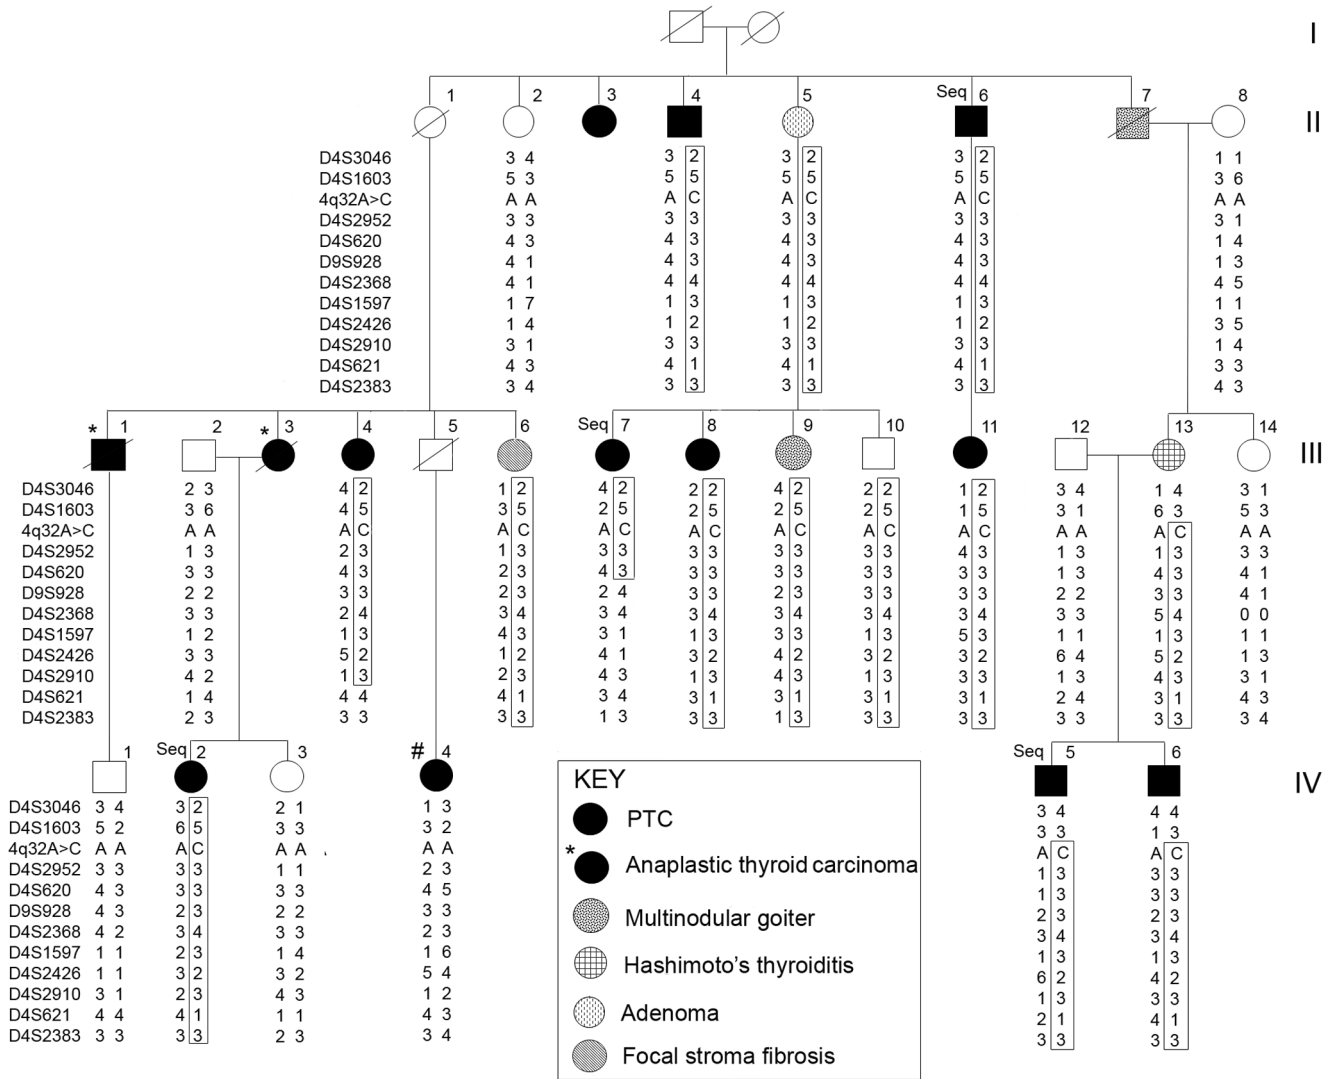 I
1 2 3 4 5 Seq 6 7 8
II
D4S3046 3 4 3 2 3 2 3 2 1 1
D4S1603 5 3 5 5 5 5 5 5 3 6
4q32A>C A A A C A C A C A A
D4S2952 3 3 3 3 3 3 3 3 3 1
D4S620 4 3 4 3 4 3 4 3 1 4
D9S928 4 1 4 3 4 3 4 3 1 3
D4S2368 4 1 4 4 4 4 4 4 4 5
D4S1597 1 7 1 3 1 3 1 3 1 1
D4S2426 1 4 1 2 1 2 1 2 3 5
D4S2910 3 1 3 3 3 3 3 3 1 4
D4S621 4 3 4 1 4 1 4 1 3 3
D4S2383 3 4 3 3 3 3 3 3 4 3
* 1 2 * 3 4 5 6 Seq 7 8 9 10 11 12 13 14
III
D4S3046 2 3 4 2 1 2 4 2 2 2 4 2 2 2 1 2 3 4 1 4 3 1
D4S1603 3 6 4 5 3 5 2 5 2 5 2 5 2 5 1 5 3 1 6 3 5 3
4q32A>C A A A C A C A C A C A C A C A C A A A C A A
D4S2952 1 3 2 3 1 3 3 3 3 3 3 3 3 3 4 3 1 3 1 3 3 3
D4S620 3 3 4 3 2 3 4 3 3 3 4 3 3 3 3 3 1 3 4 3 4 1
D9S928 2 2 3 3 2 3 2 4 3 3 2 3 3 3 3 3 2 2 3 3 4 1
D4S2368 3 3 2 4 3 4 3 4 3 4 3 4 3 4 3 4 3 3 5 4 0 0
D4S1597 1 2 1 3 4 3 3 1 1 3 3 3 1 3 5 3 1 1 1 3 1 1
D4S2426 3 3 5 2 1 2 4 1 3 2 4 2 3 2 3 2 6 4 5 2 1 3
D4S2910 4 2 1 3 2 3 4 3 1 3 4 3 1 3 3 3 1 3 4 3 3 1
D4S621 1 4 4 4 4 1 3 4 3 1 3 1 3 1 3 1 2 4 3 1 4 3
D4S2383 2 3 3 3 3 3 1 3 3 3 1 3 3 3 3 3 3 3 3 3 3 4
1 Seq 2 3 # 4 Seq 5 6
IV
D4S3046 3 4 3 2 2 1 1 3 3 4 4 4
D4S1603 5 2 6 5 3 3 3 2 3 3 1 3
4q32A>C A A A C A A A A A C A C
D4S2952 3 3 3 3 1 1 2 3 1 3 3 3
D4S620 4 3 3 3 3 3 4 5 1 3 3 3
D9S928 4 3 2 3 2 2 3 3 2 3 2 3
D4S2368 4 2 3 4 3 3 2 3 3 4 3 4
D4S1597 1 1 2 3 1 4 1 6 1 3 1 3
D4S2426 1 1 3 2 3 2 5 4 6 2 4 2
D4S2910 3 1 2 3 4 3 1 2 1 3 3 3
D4S621 4 4 4 1 1 1 4 3 2 1 4 1
D4S2383 3 3 3 3 2 3 3 4 3 3 3 3
KEY
PTC
* Anaplastic thyroid carcinoma
Multinodular goiter
Hashimoto's thyroiditis
Adenoma
Focal stroma fibrosis